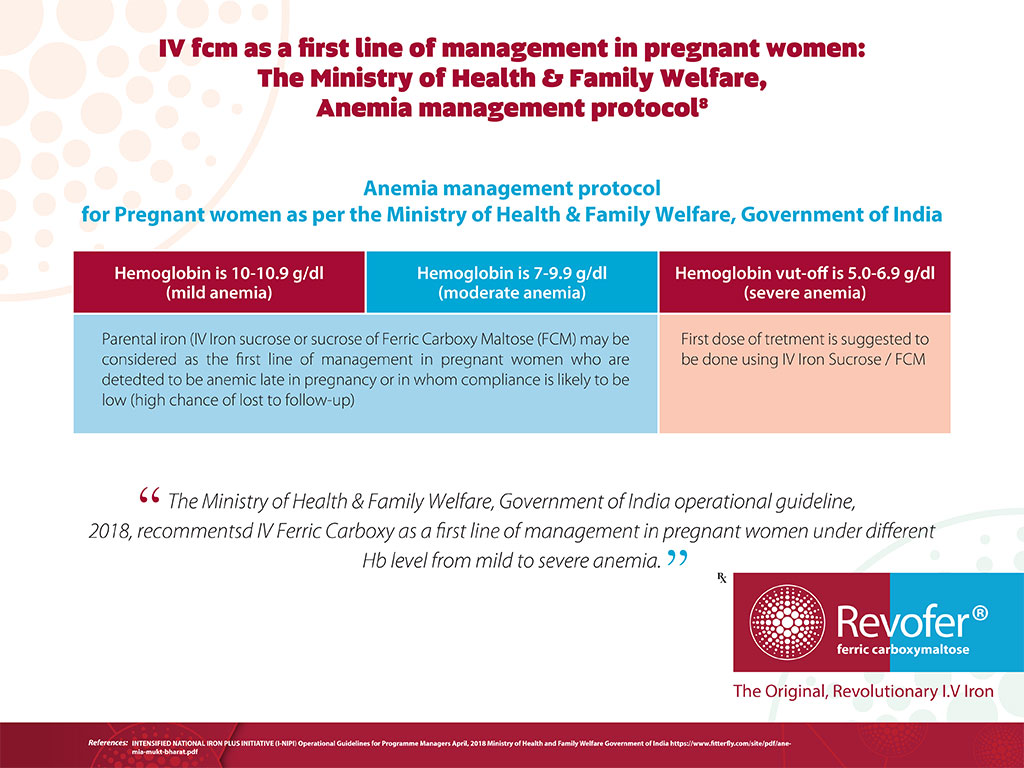 IV fcm as a first line of management in pregnant women:
The Ministry of Health & Family Welfare,
Anemia management protocol⁸
Anemia management protocol
for Pregnant women as per the Ministry of Health & Family Welfare, Government of India
Hemoglobin is 10-10.9 g/dl
(mild anemia)
Hemoglobin is 7-9.9 g/dl
(moderate anemia)
Hemoglobin vut-off is 5.0-6.9 g/dl
(severe anemia)
Parental iron (IV Iron sucrose or sucrose of Ferric Carboxy Maltose (FCM) may be
considered as the first line of management in pregnant women who are
detedted to be anemic late in pregnancy or in whom compliance is likely to be
low (high chance of lost to follow-up)
First dose of tretment is suggested to
be done using IV Iron Sucrose / FCM
“ The Ministry of Health & Family Welfare, Government of India operational guideline,
2018, recommentsd IV Ferric Carboxy as a first line of management in pregnant women under different
Hb level from mild to severe anemia. ”
℞
Revofer®
ferric carboxymaltose
The Original, Revolutionary I.V Iron
References: INTENSIFIED NATIONAL IRON PLUS INITIATIVE (I-NIPI) Operational Guidelines for Programme Managers April, 2018 Ministry of Health and Family Welfare Government of India https://www.fitterfly.com/site/pdf/ane-
mia-mukt-bharat.pdf